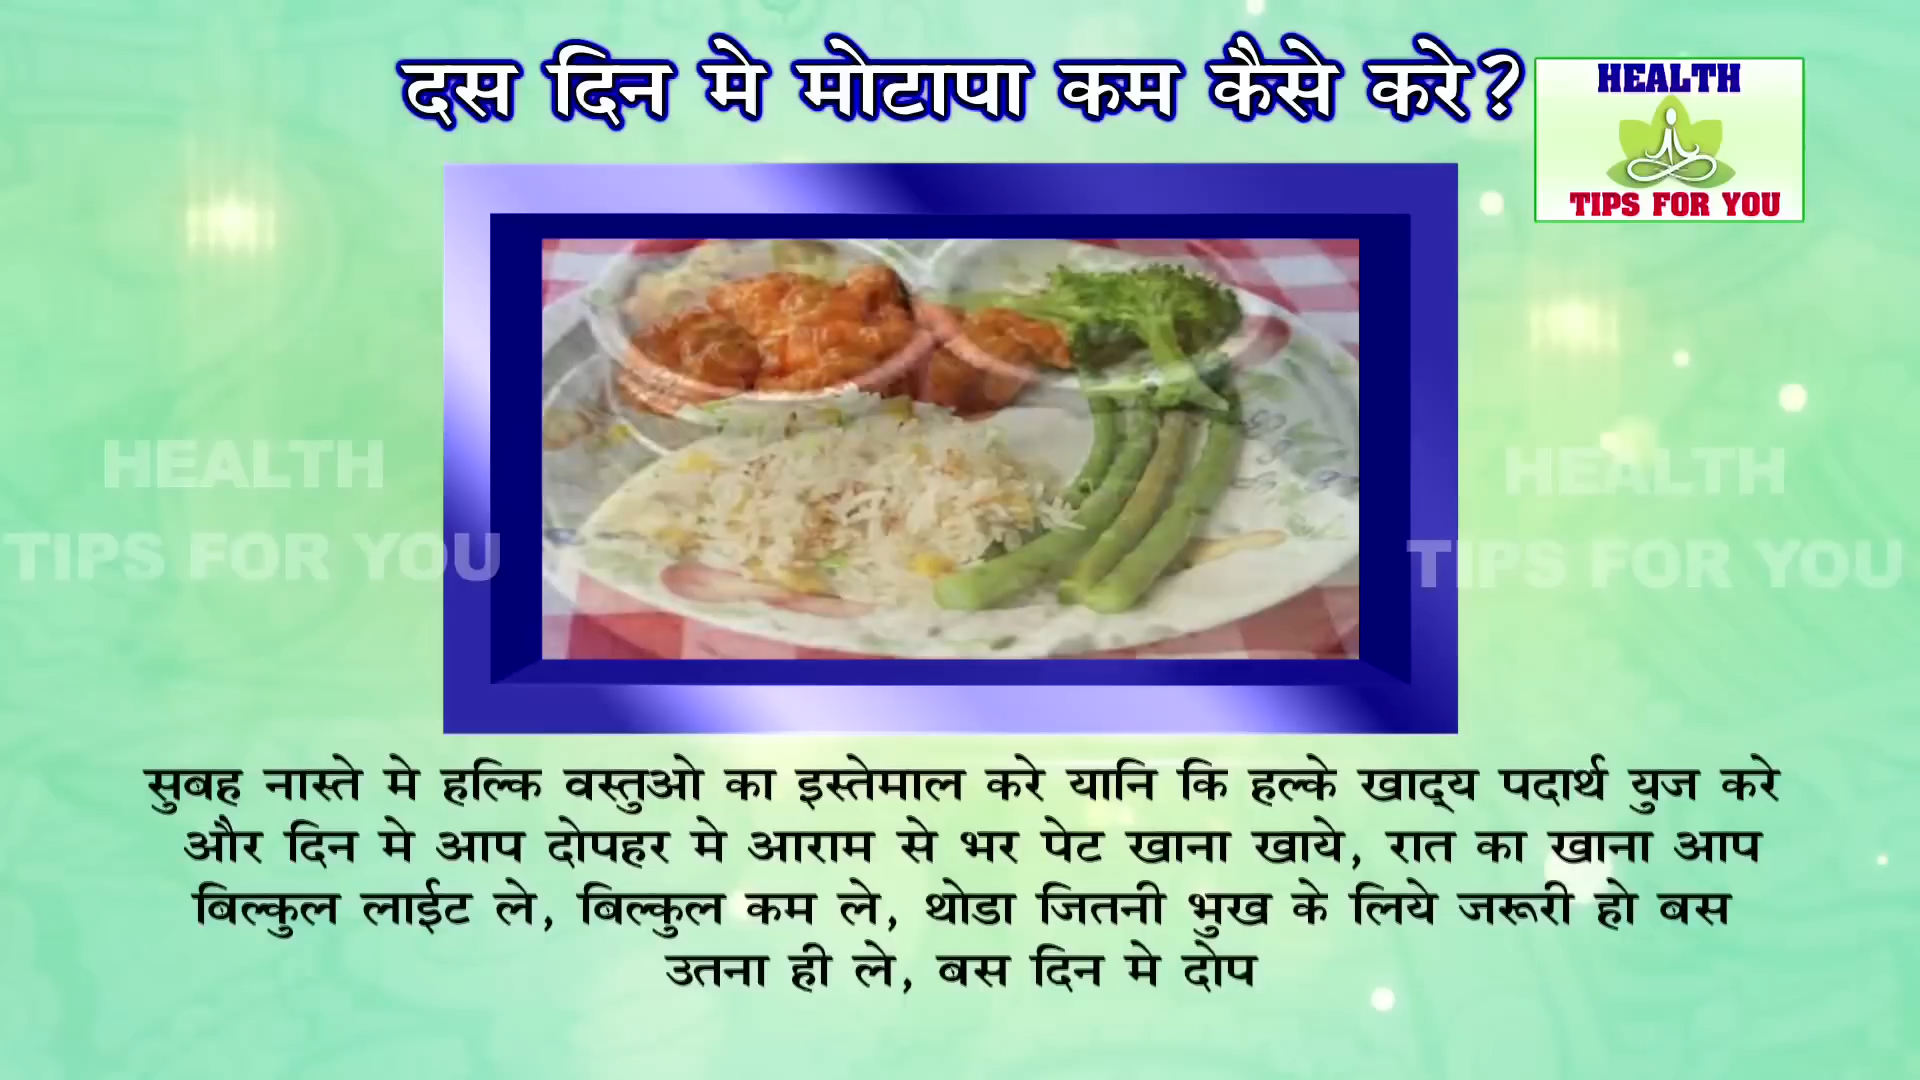 दस दिन मे मोटापा कम कैसे करे?
HEALTH
TIPS FOR YOU
HEALTH
TIPS FOR YOU
HEALTH
TIPS FOR YOU
सुबह नास्ते मे हल्कि वस्तुओ का इस्तेमाल करे यानि कि हल्के खाद्य पदार्थ युज करे
और दिन मे आप दोपहर मे आराम से भर पेट खाना खाये, रात का खाना आप
बिल्कुल लाईट ले, बिल्कुल कम ले, थोडा जितनी भुख के लिये जरूरी हो बस
उतना ही ले, बस दिन मे दोप